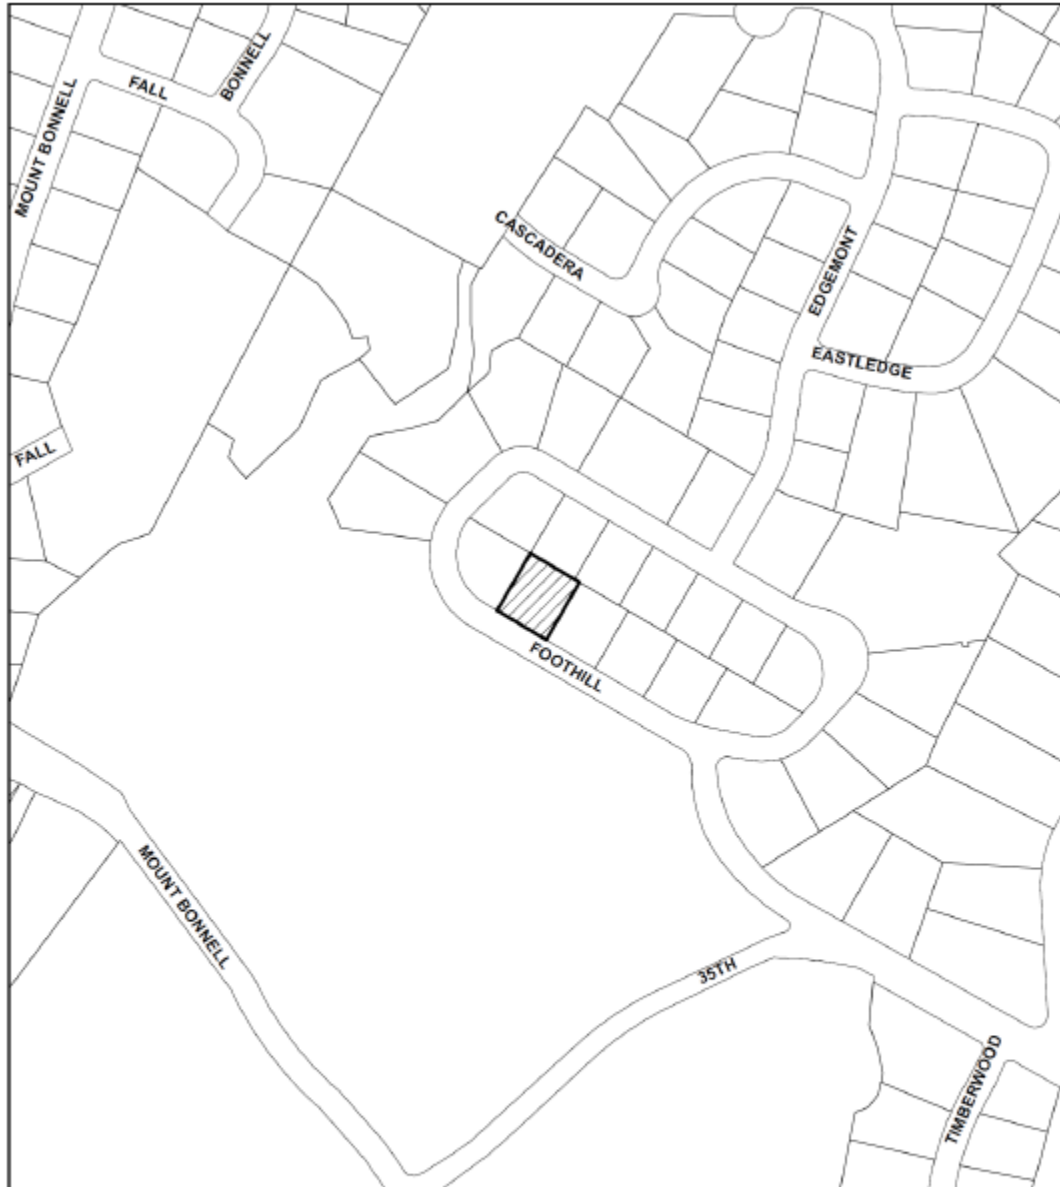 BONNELL
FALL
MOUNT BONNELL
CASCADERA
EDGEMONT
EASTLEDGE
FALL
FOOTHILL
MOUNT BONNELL
35TH
TIMBERWOOD